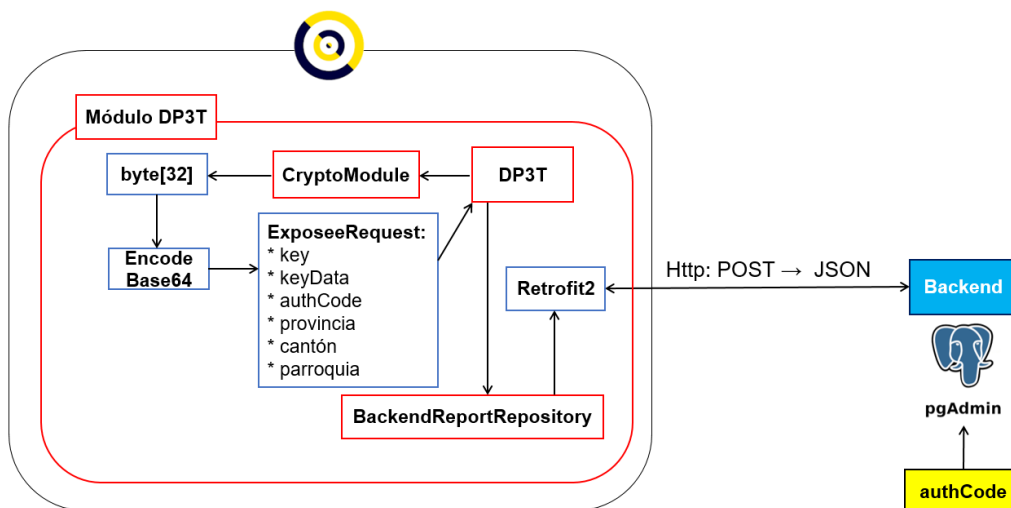 Módulo DP3T
byte[32]
CryptoModule
DP3T
Encode
Base64
ExposeeRequest:
* key
* keyData
* authCode
* provincia
* cantón
* parroquia
Retrofit2
BackendReportRepository
Http: POST → JSON
Backend
pgAdmin
authCode